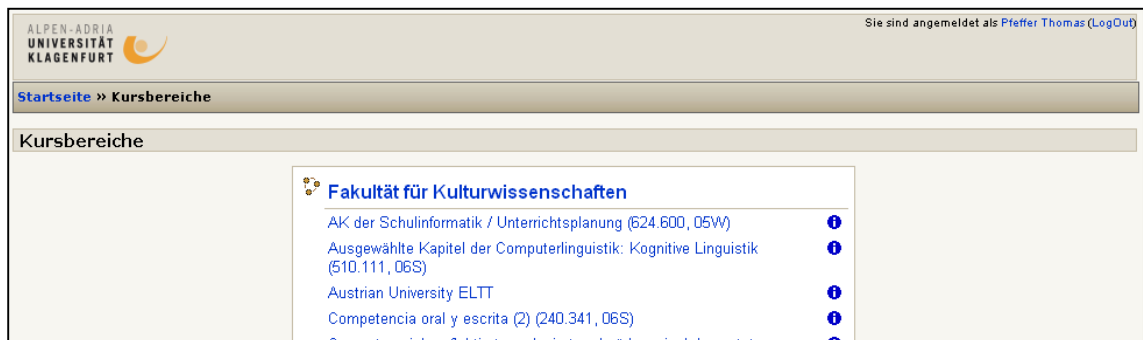 ALPEN-ADRIA
UNIVERSITÄT
KLAGENFURT
Sie sind angemeldet als Pfeffer Thomas (LogOut)
Startseite » Kursbereiche
Kursbereiche
Fakultät für Kulturwissenschaften
AK der Schulinformatik / Unterrichtsplanung (624.600, 05W)
Ausgewählte Kapitel der Computerlinguistik: Kognitive Linguistik
(510.111, 06S)
Austrian University ELTT
Competencia oral y escrita (2) (240.341, 06S)